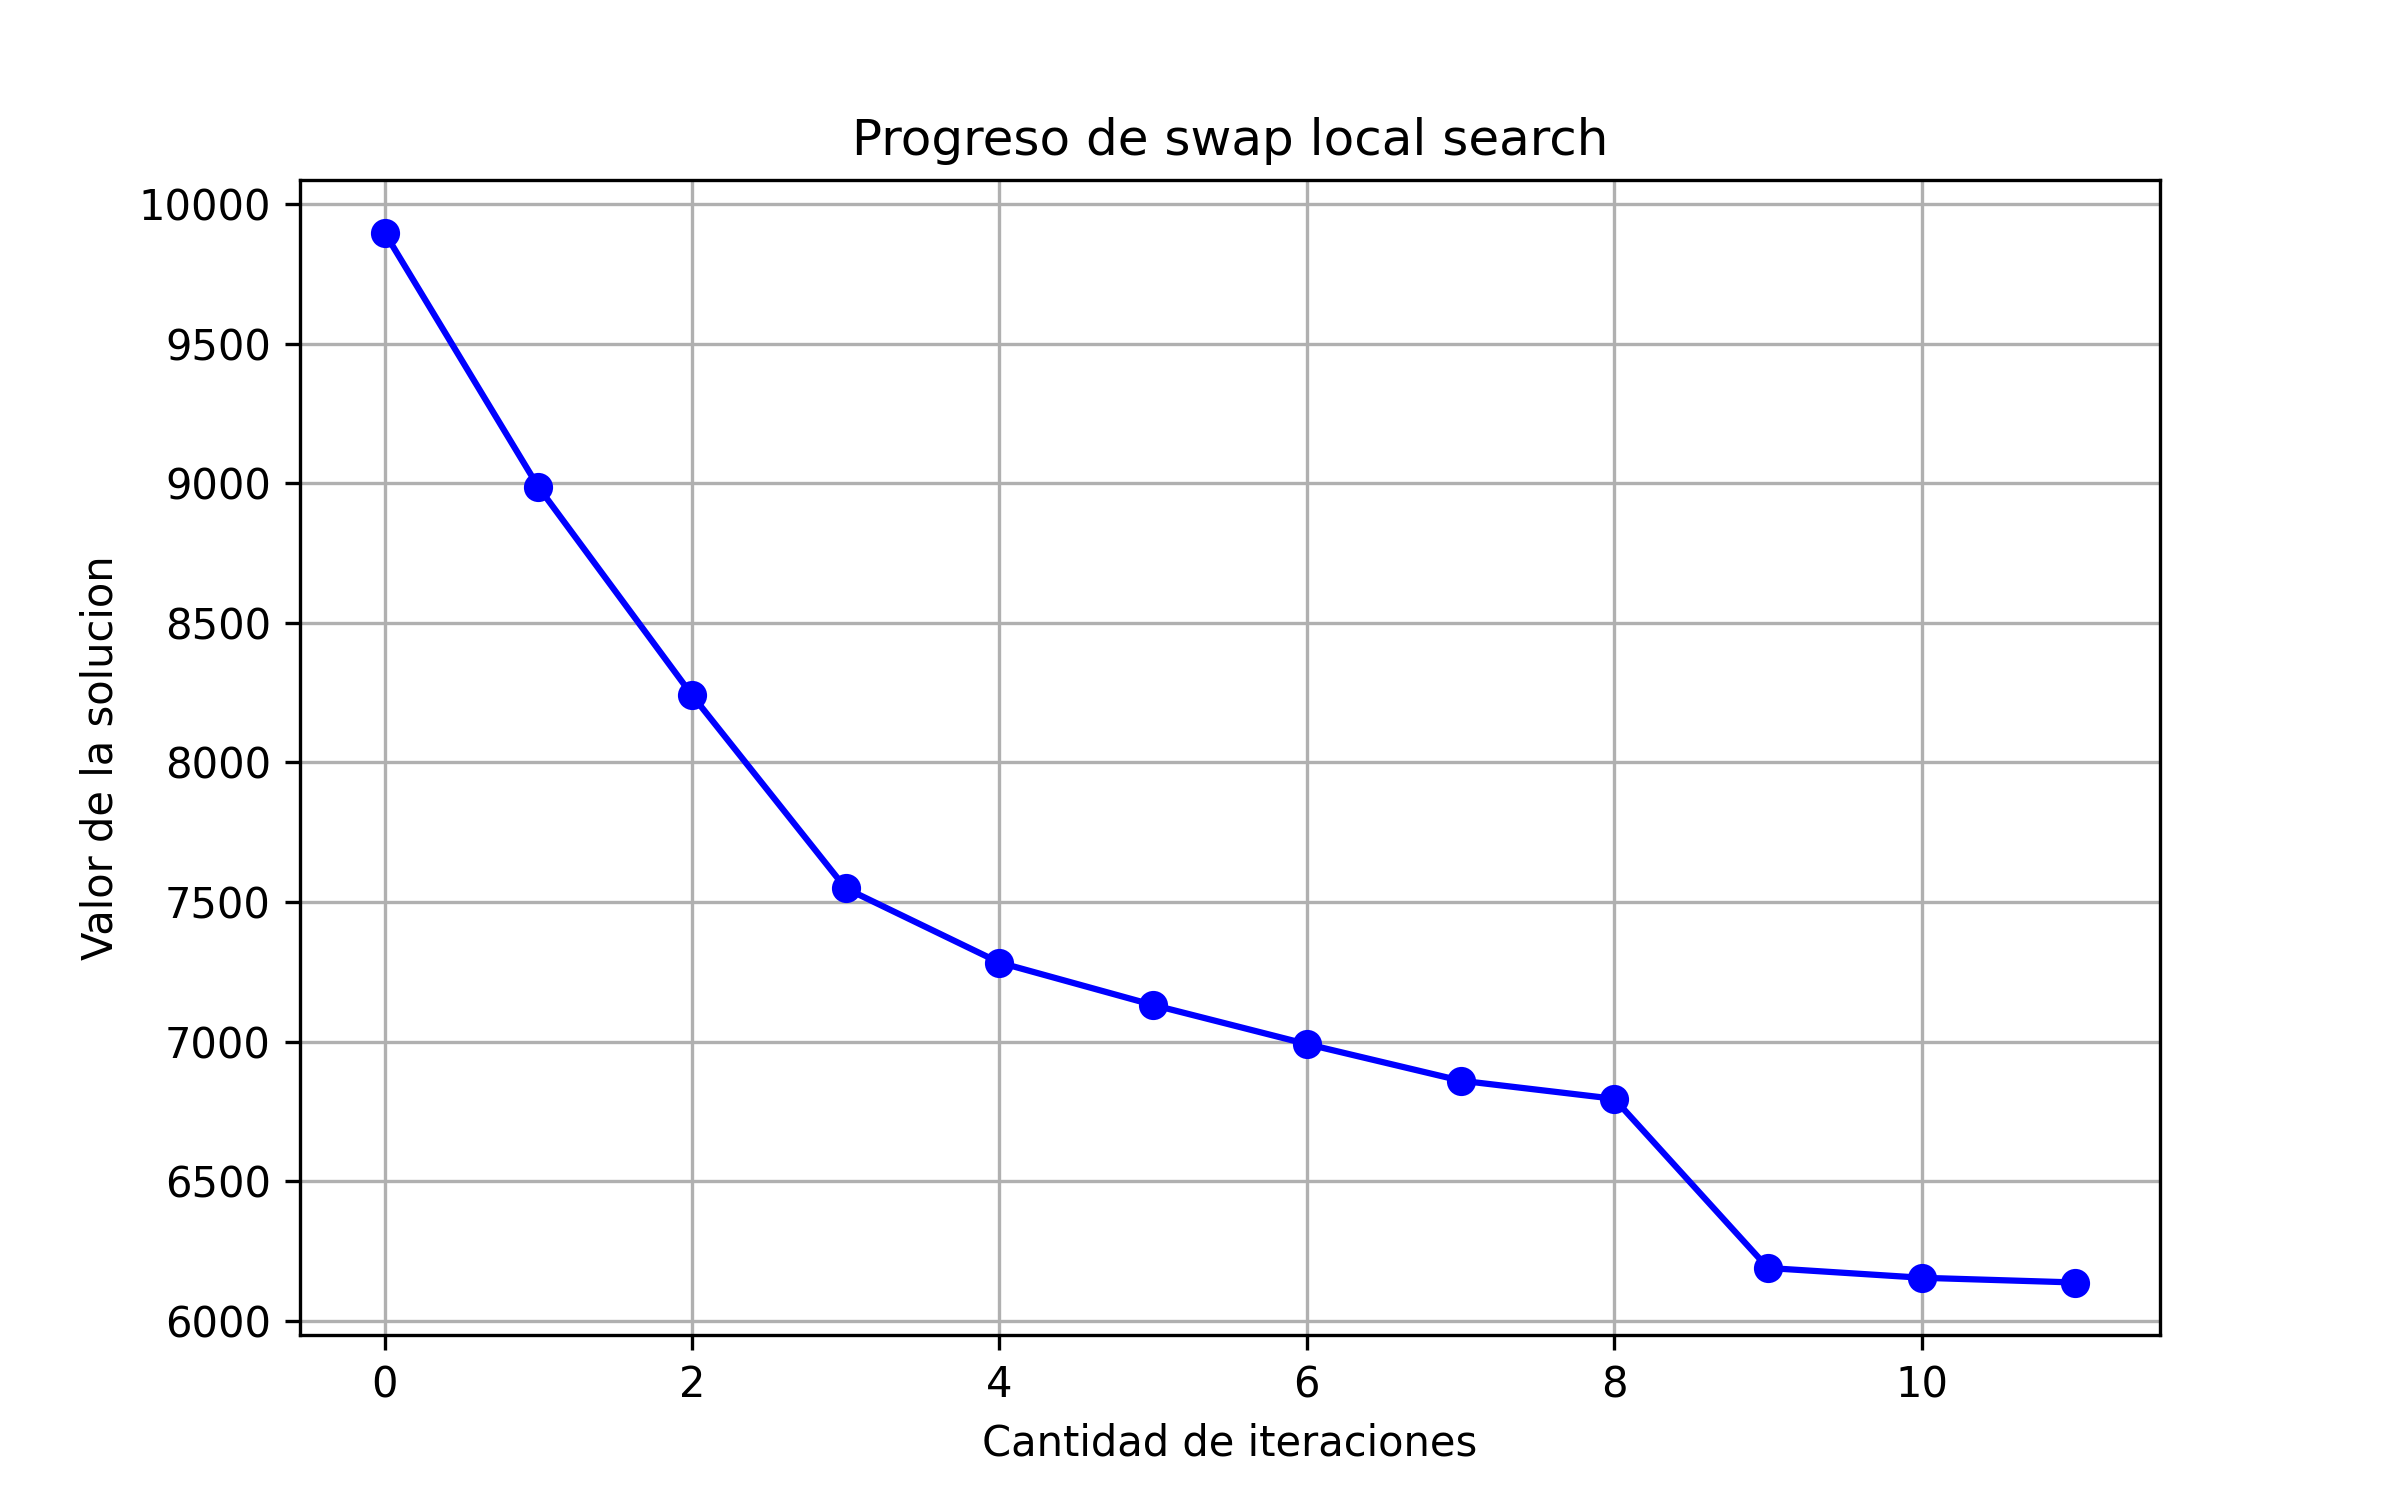 Progreso de swap local search
10000
9500
9000
8500
8000
7500
7000
6500
6000
Valor de la solucion
0 2 4 6 8 10
Cantidad de iteraciones